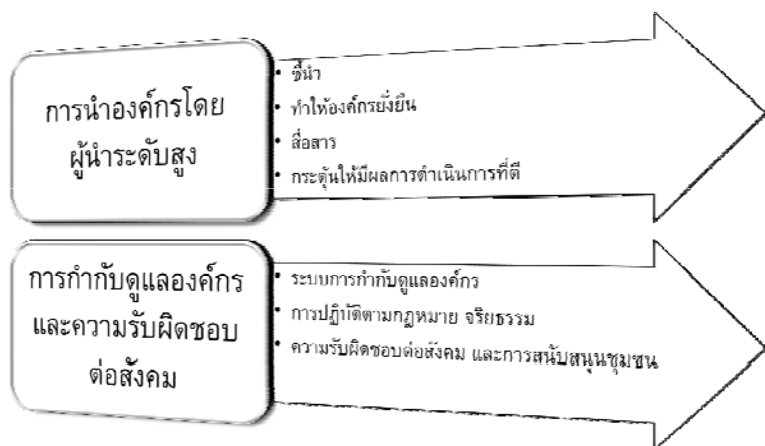 การนำองค์กรโดย
ผู้นำระดับสูง
• ชี้นำ
• ทำให้องค์กรยั่งยืน
• สื่อสาร
• กระตุ้นให้มีผลการดำเนินการที่ดี
การกำกับดูแลองค์กร
และความรับผิดชอบ
ต่อสังคม
• ระบบการกำกับดูแลองค์กร
• การปฏิบัติตามกฎหมาย จริยธรรม
• ความรับผิดชอบต่อสังคม และการสนับสนุนชุมชน